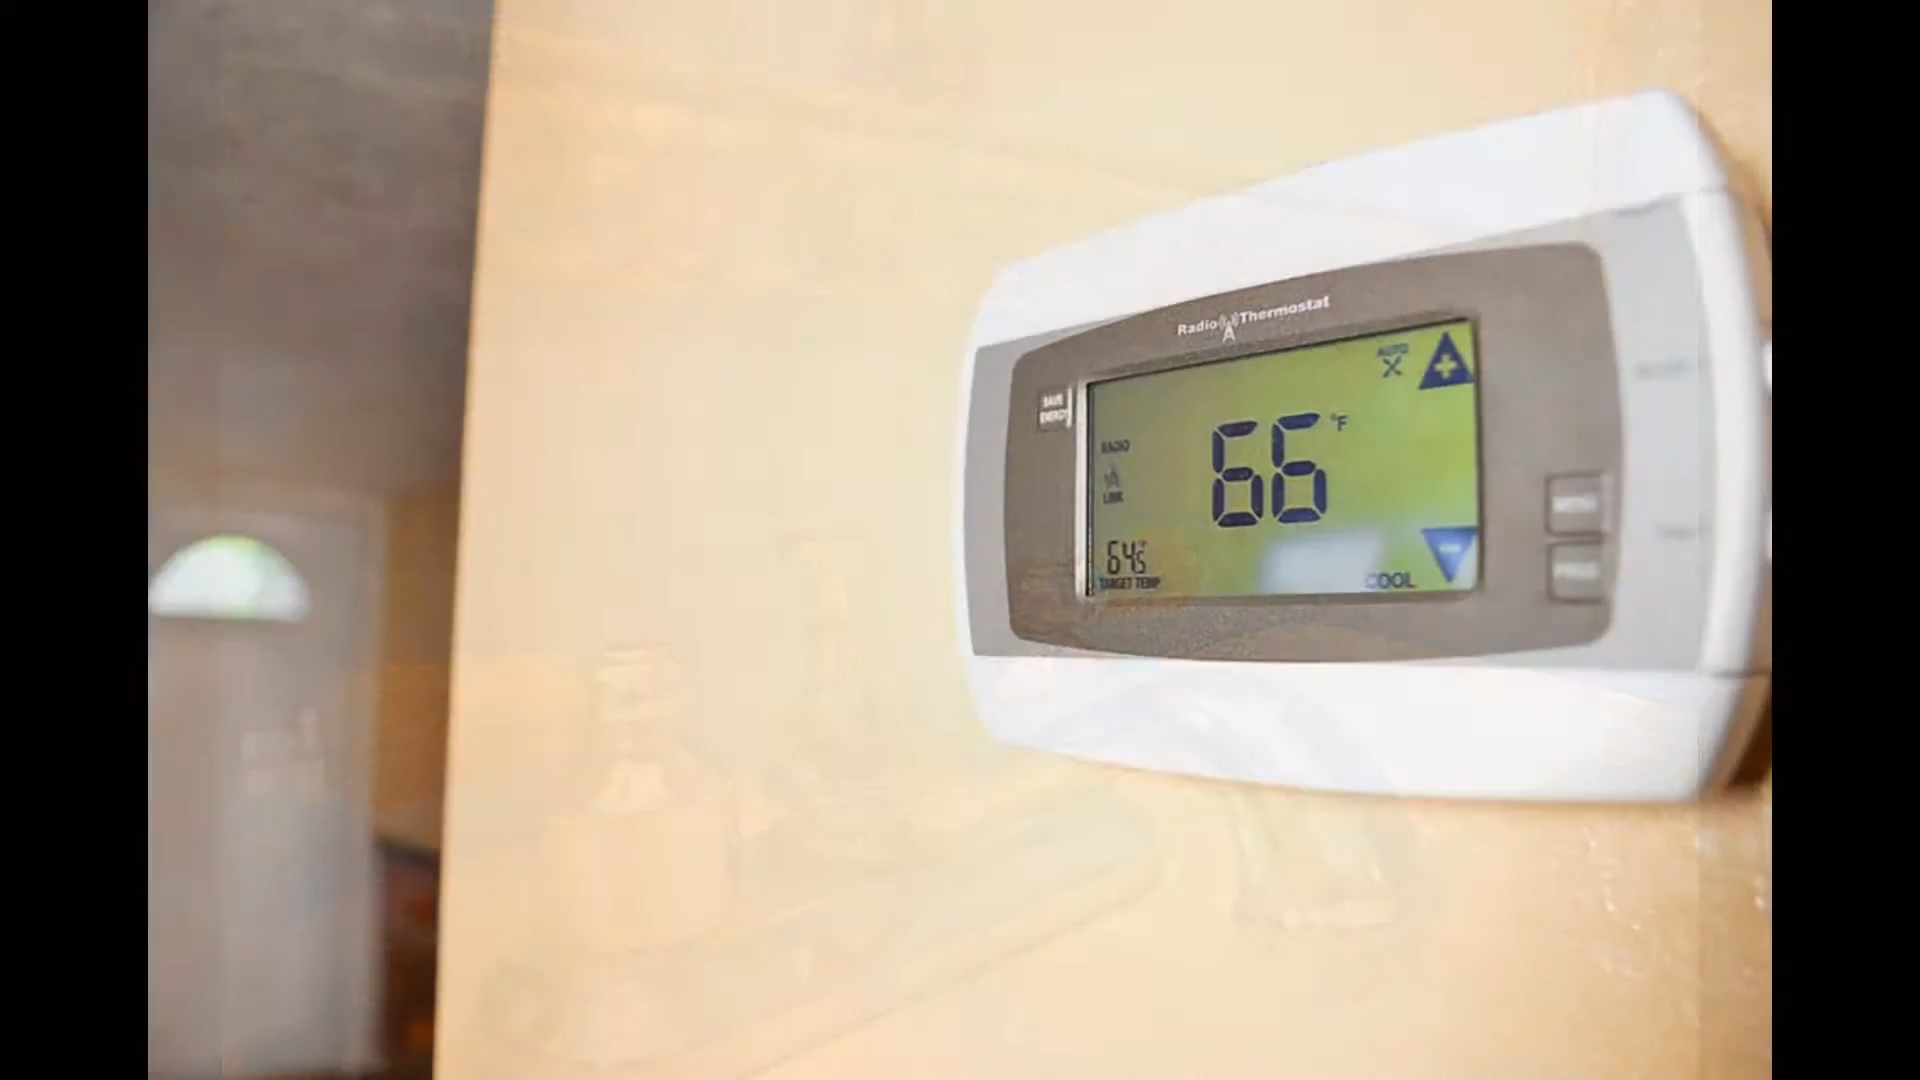 Radio Thermostat
AUTO
SAVE
ENERGY
66 °F
RADIO
LINK
64.5
TARGET TEMP
COOL